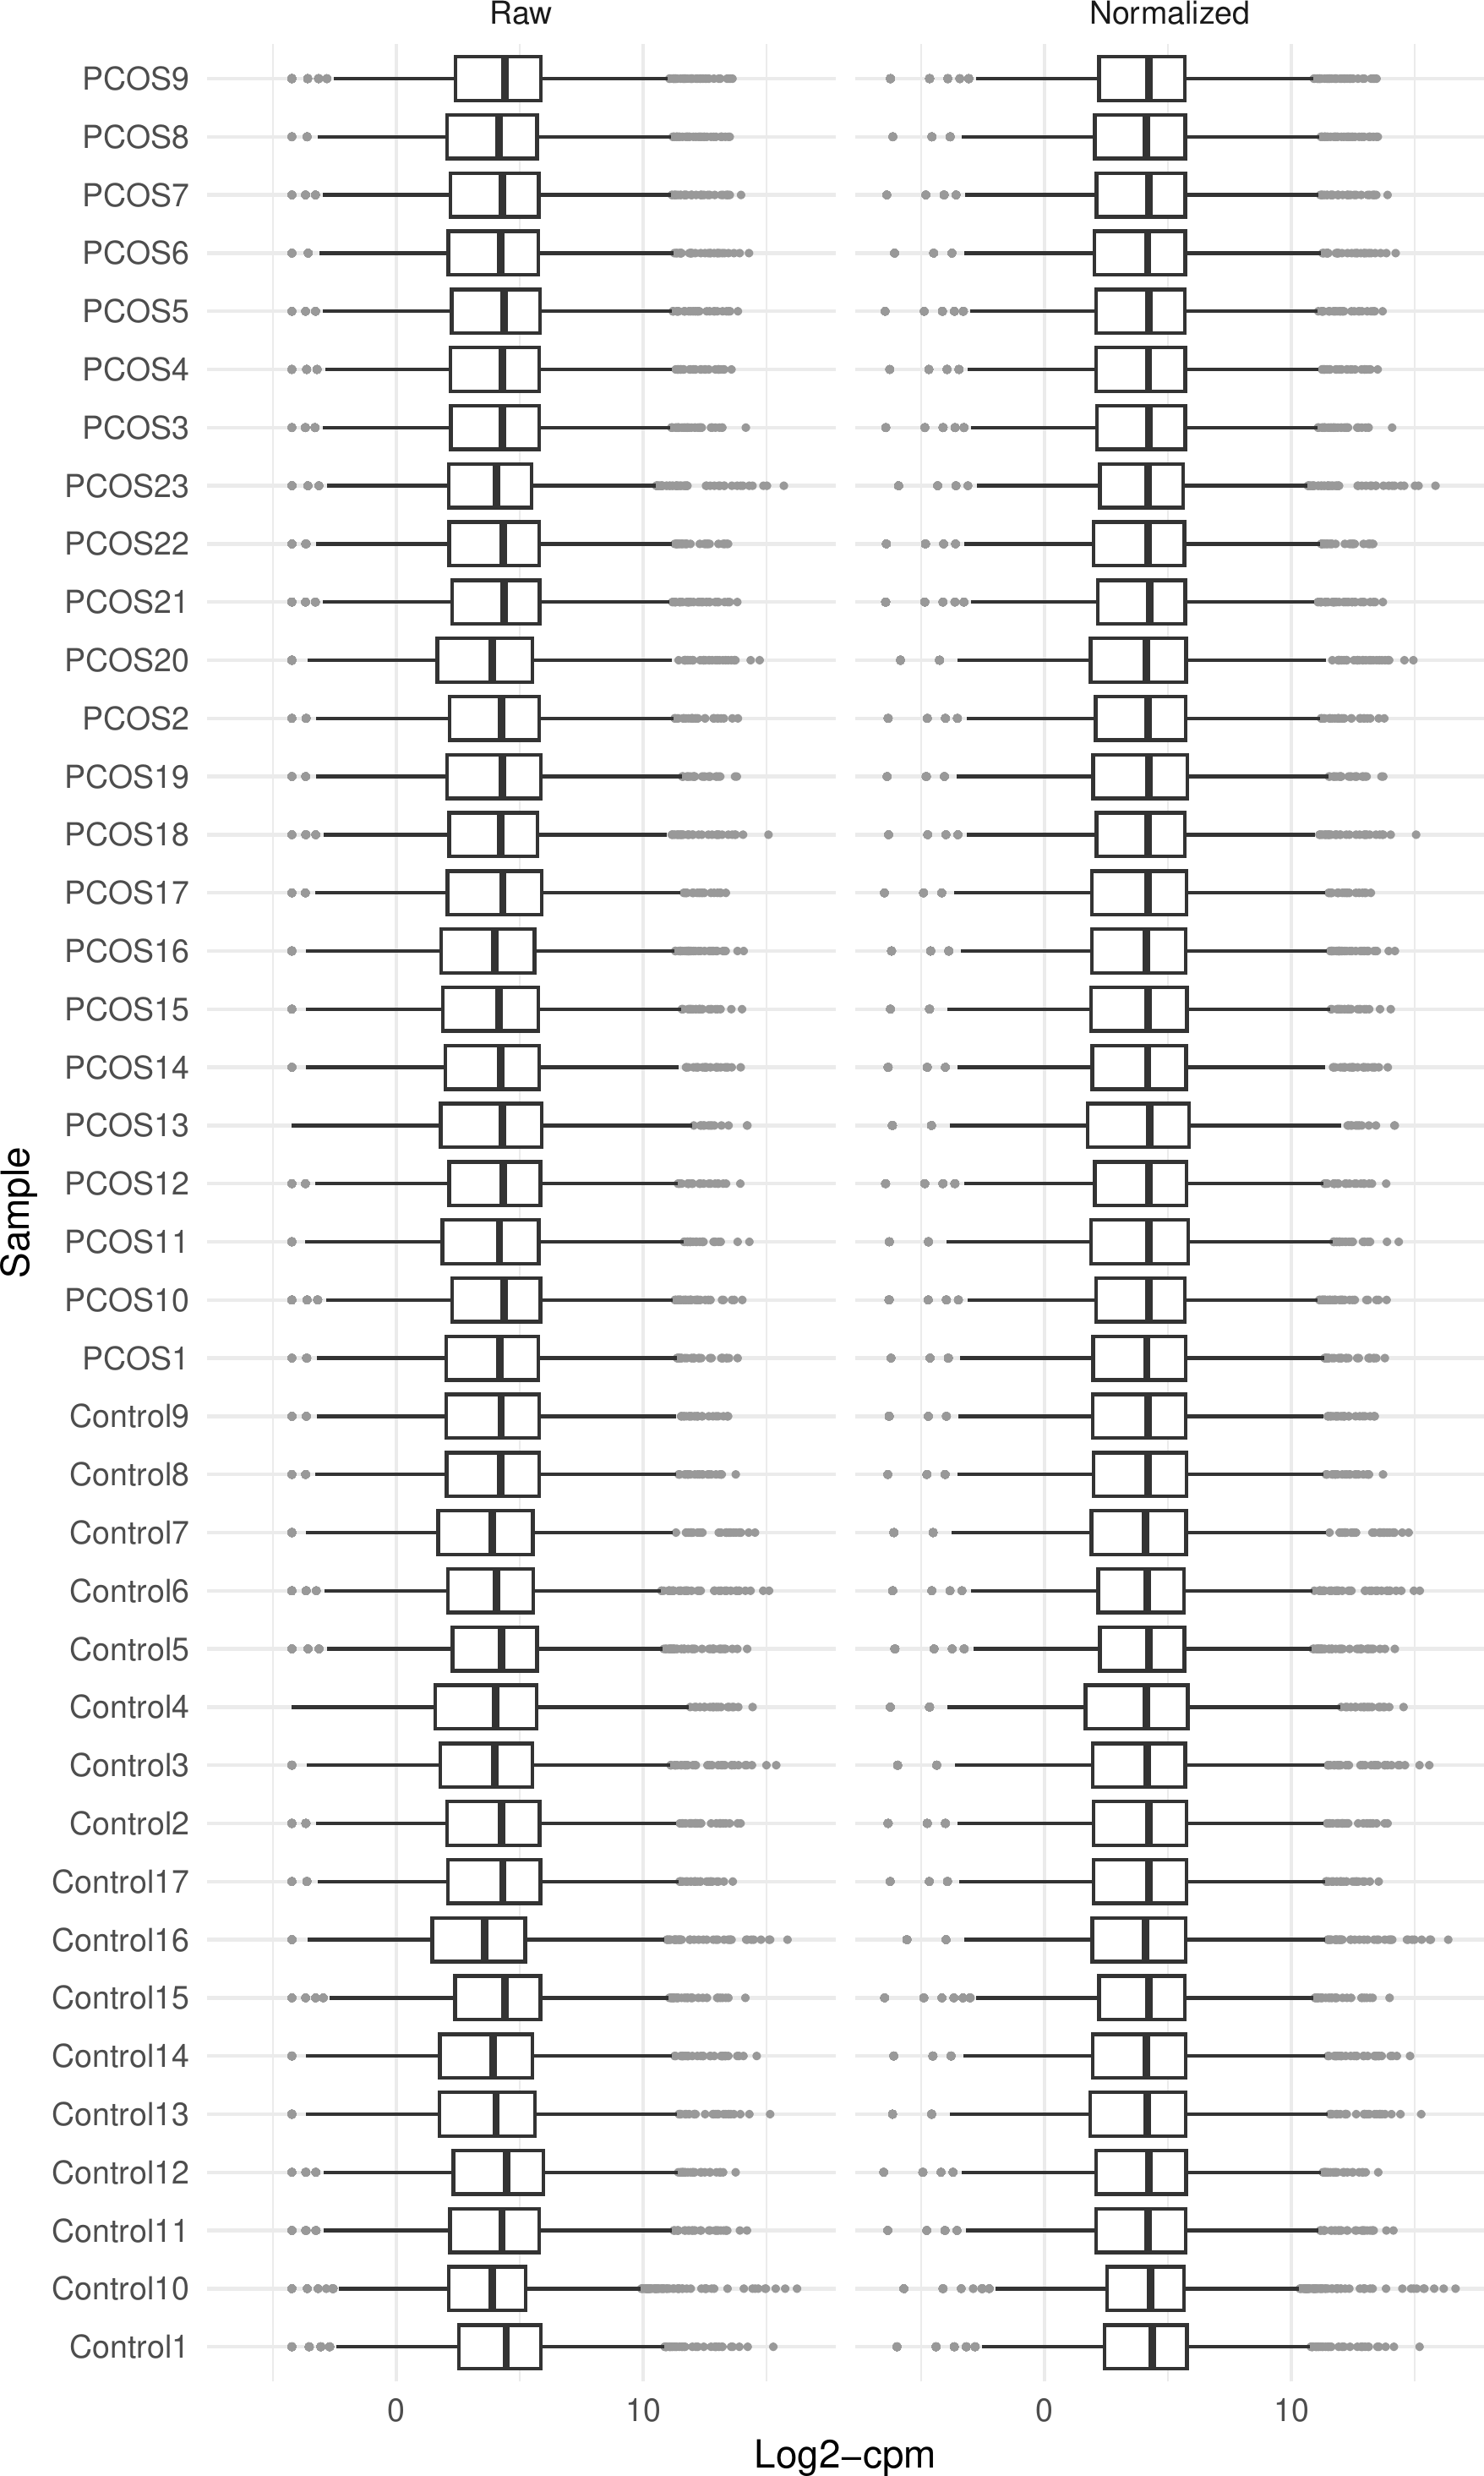 Raw
Normalized
PCOS9
PCOS8
PCOS7
PCOS6
PCOS5
PCOS4
PCOS3
PCOS23
PCOS22
PCOS21
PCOS20
PCOS2
PCOS19
PCOS18
PCOS17
PCOS16
PCOS15
PCOS14
PCOS13
PCOS12
PCOS11
PCOS10
PCOS1
Control9
Control8
Control7
Control6
Control5
Control4
Control3
Control2
Control17
Control16
Control15
Control14
Control13
Control12
Control11
Control10
Control1
Sample
0 10 0 10
Log2−cpm